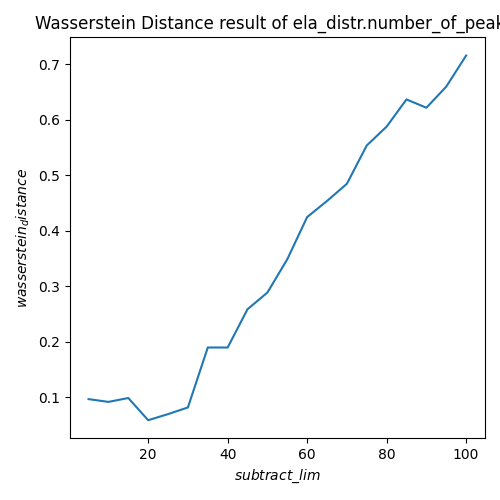 Wasserstein Distance result of ela_distr.number_of_peak
0.7
0.6
0.5
0.4
0.3
0.2
0.1
wasserstein_distance
20 40 60 80 100
subtract_lim